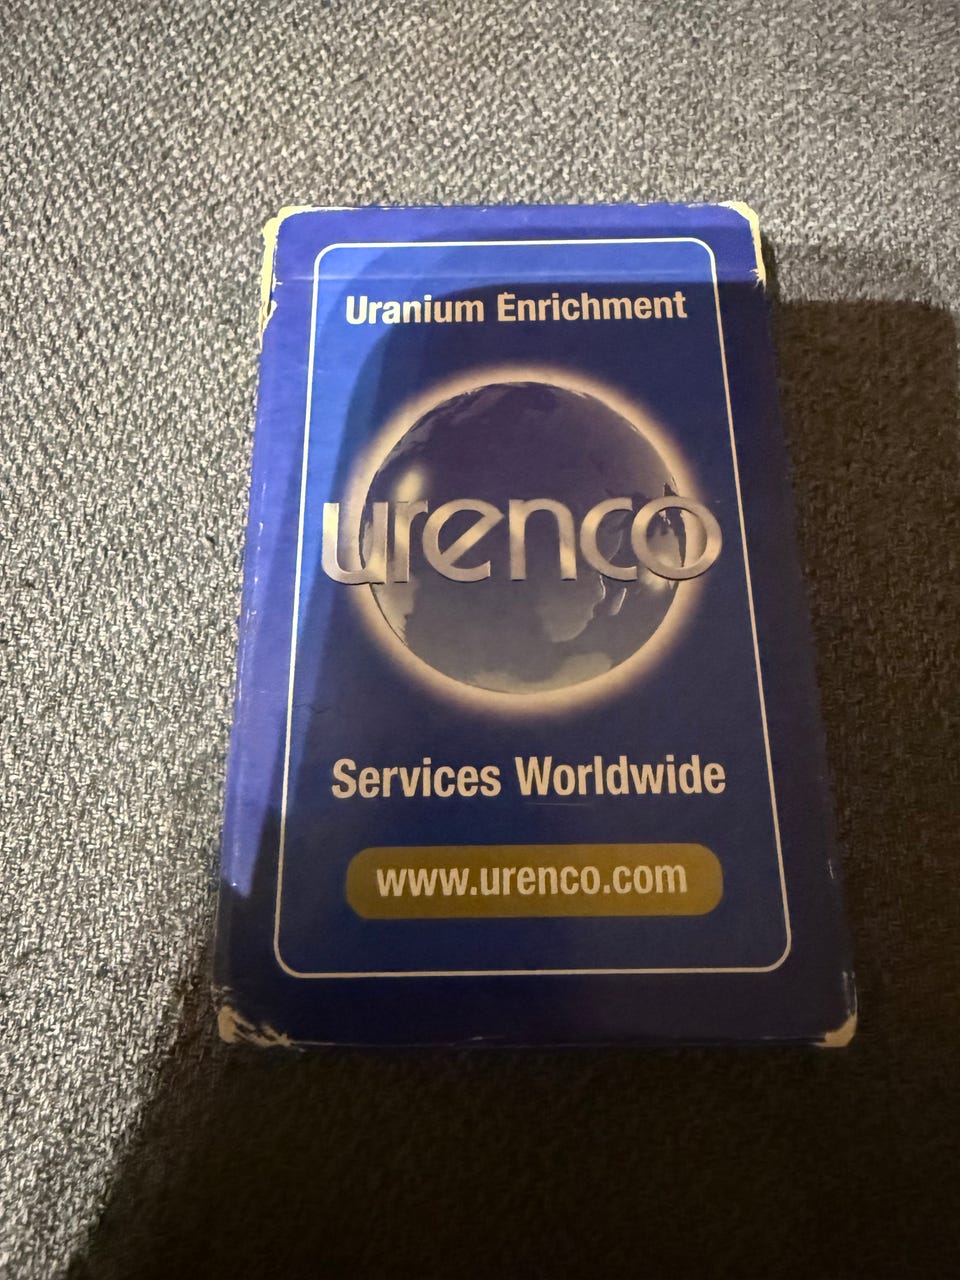 Uranium Enrichment
urenco
Services Worldwide
www.urenco.com